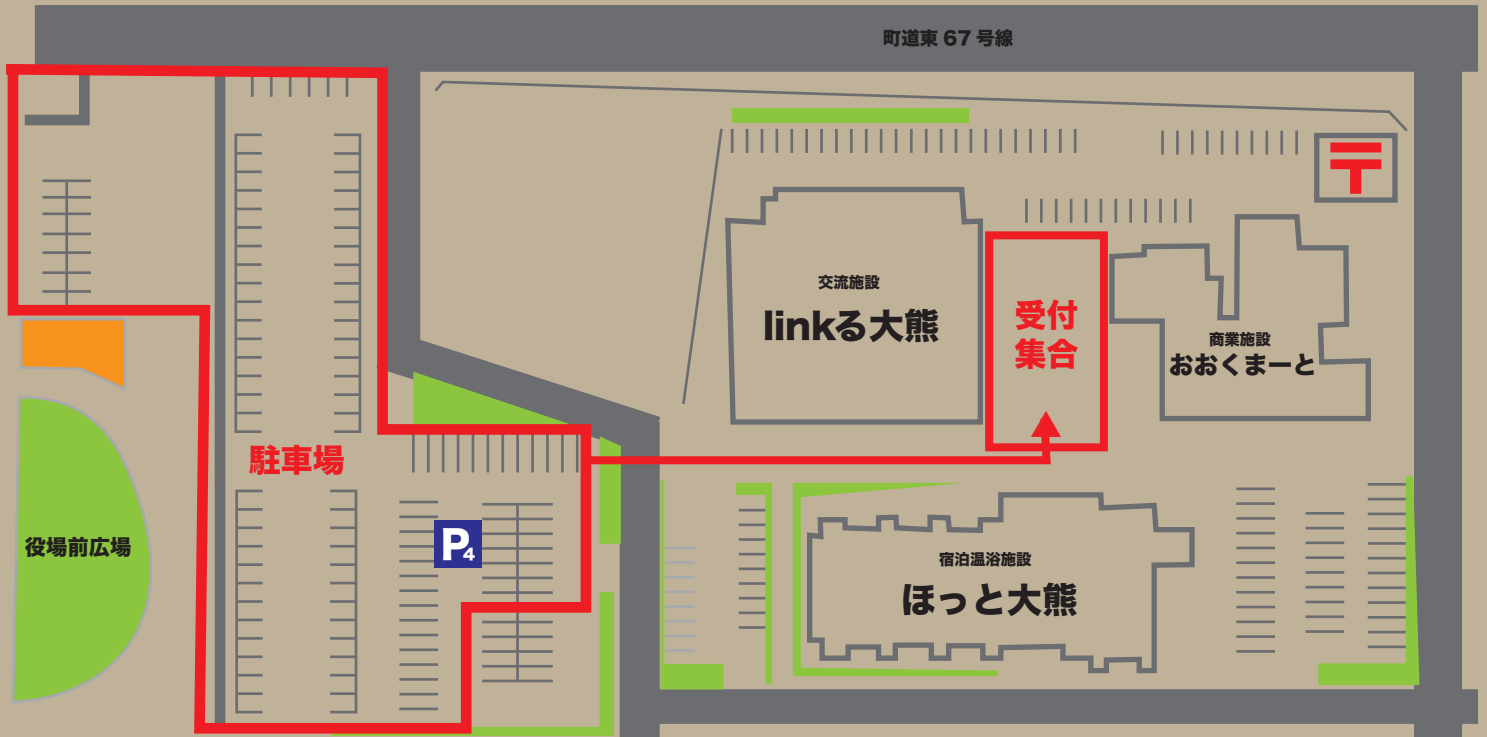 町道東 67 号線
〒
交流施設
linkる大熊
受付
集合
商業施設
おおくまーと
駐車場
P4
役場前広場
宿泊温浴施設
ほっと大熊